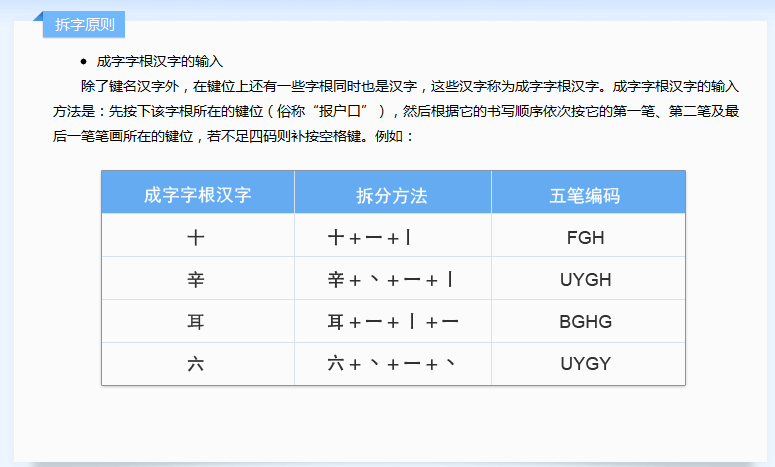 拆字原则
● 成字字根汉字的输入
除了键名汉字外，在键位上还有一些字根同时也是汉字，这些汉字称为成字字根汉字。成字字根汉字的输入
方法是：先按下该字根所在的键位（俗称“报户口”），然后根据它的书写顺序依次按它的第一笔、第二笔及最
后一笔笔画所在的键位，若不足四码则补按空格键。例如：
成字字根汉字 拆分方法 五笔编码
十 十＋一＋丨 FGH
辛 辛＋丶＋一＋丨 UYGH
耳 耳＋一＋丨＋一 BGHG
六 六＋丶＋一＋丶 UYGY